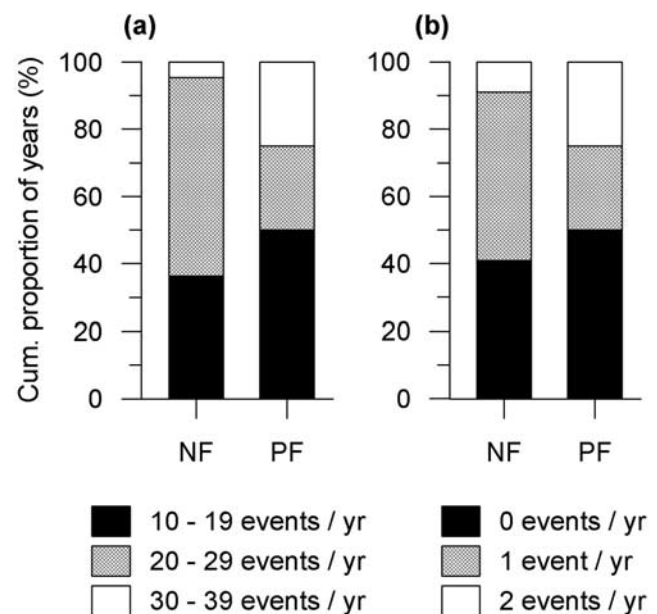 (a) (b)
Cum. proportion of years (%)
100 100
80 80
60 60
40 40
20 20
0 0
NF PF NF PF
10 - 19 events / yr 0 events / yr
20 - 29 events / yr 1 event / yr
30 - 39 events / yr 2 events / yr